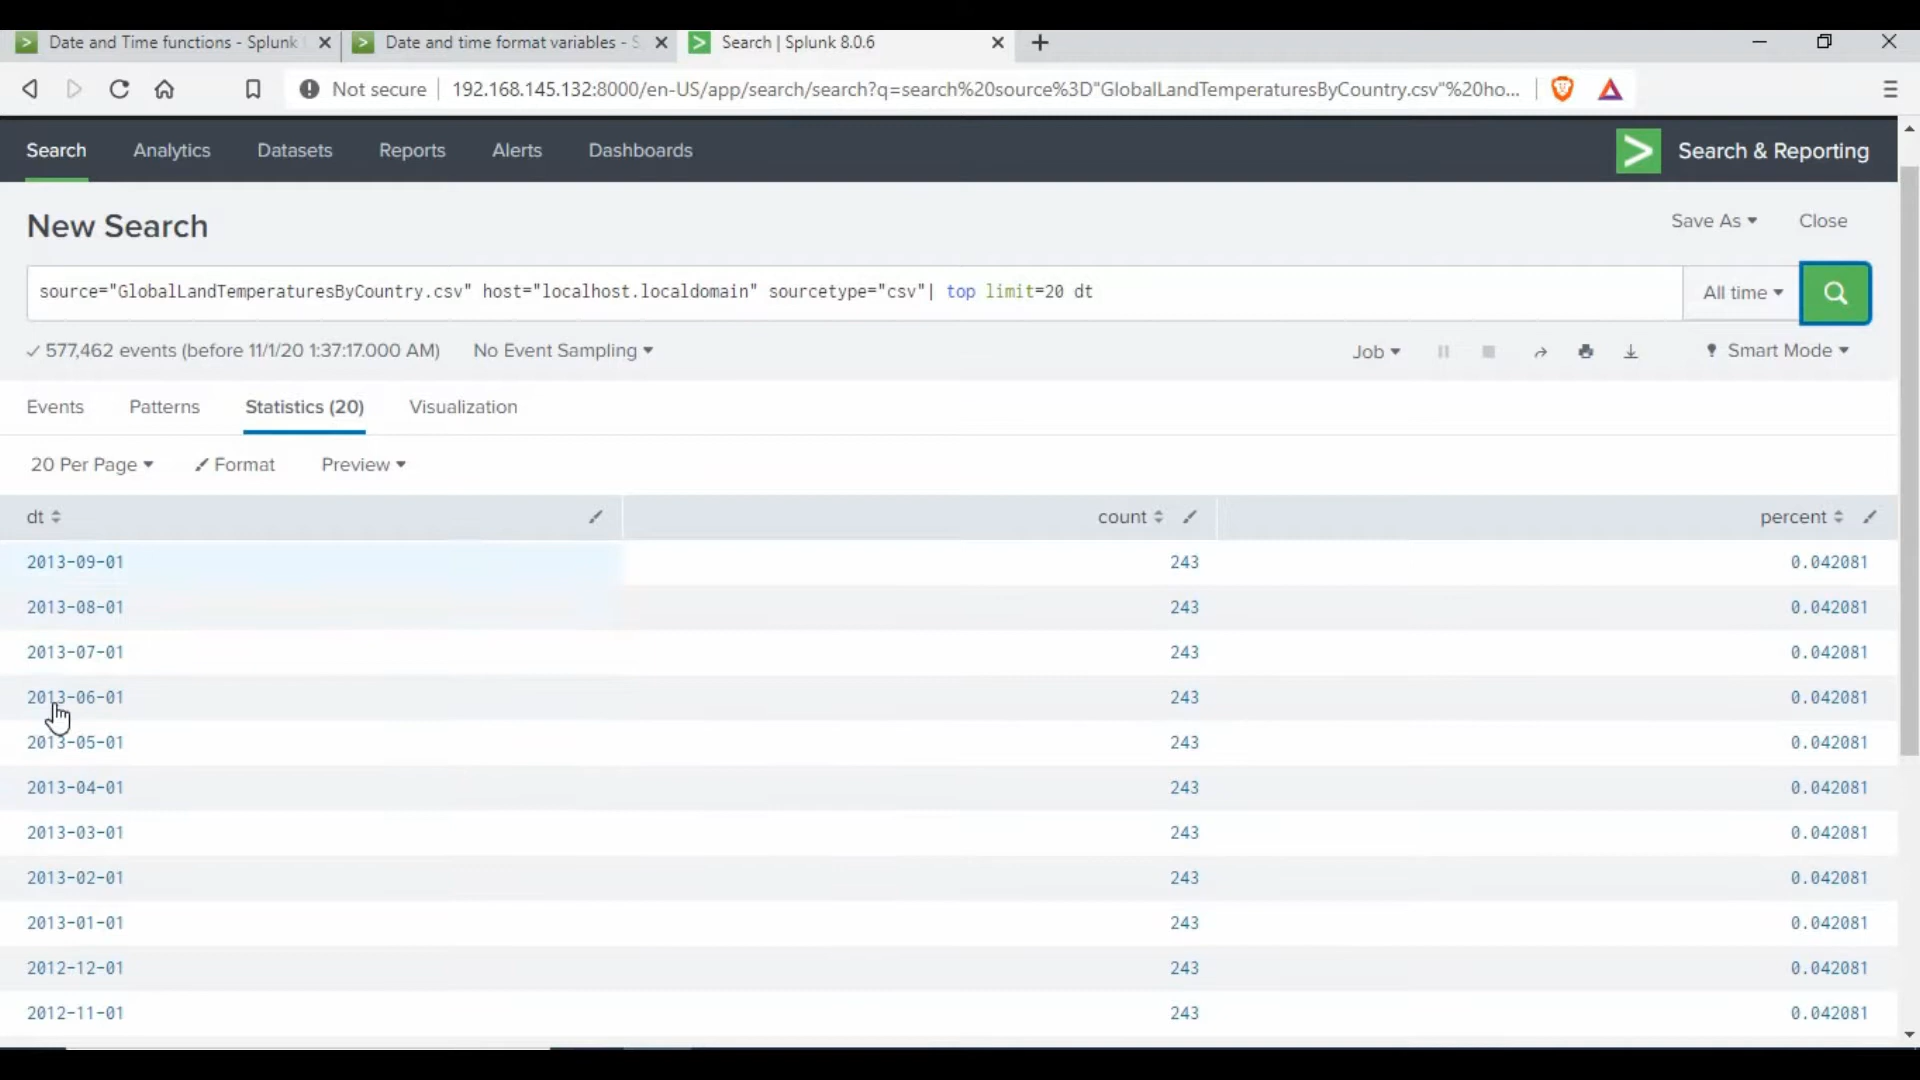 Date and Time functions - Splunk
Date and time format variables - S
Search | Splunk 8.0.6
Not secure
192.168.145.132:8000/en-US/app/search/search?q=search%20source%3D"GlobalLandTemperaturesByCountry.csv"%20ho...
Search Analytics Datasets Reports Alerts Dashboards
Search & Reporting
New Search
Save As Close
source="GlobalLandTemperaturesByCountry.csv" host="localhost.localdomain" sourcetype="csv"| top limit=20 dt
All time
577,462 events (before 11/1/20 1:37:17.000 AM) No Event Sampling
Job Smart Mode
Events Patterns Statistics (20) Visualization
20 Per Page Format Preview
dt count percent
2013-09-01 243 0.042081
2013-08-01 243 0.042081
2013-07-01 243 0.042081
2013-06-01 243 0.042081
2013-05-01 243 0.042081
2013-04-01 243 0.042081
2013-03-01 243 0.042081
2013-02-01 243 0.042081
2013-01-01 243 0.042081
2012-12-01 243 0.042081
2012-11-01 243 0.042081